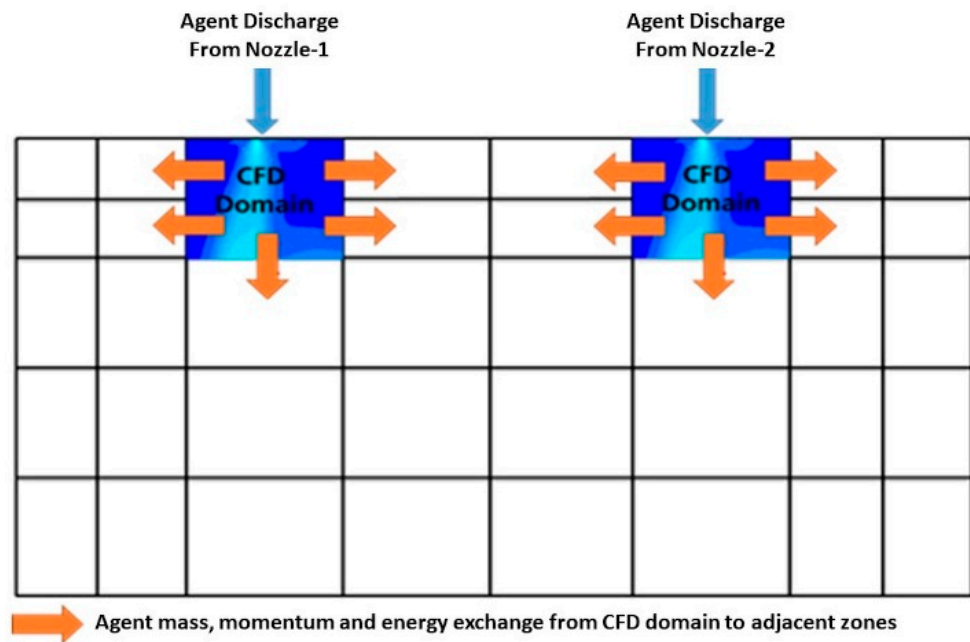 Agent Discharge
From Nozzle-1
Agent Discharge
From Nozzle-2
CFD
Domain
CFD
Domain
Agent mass, momentum and energy exchange from CFD domain to adjacent zones